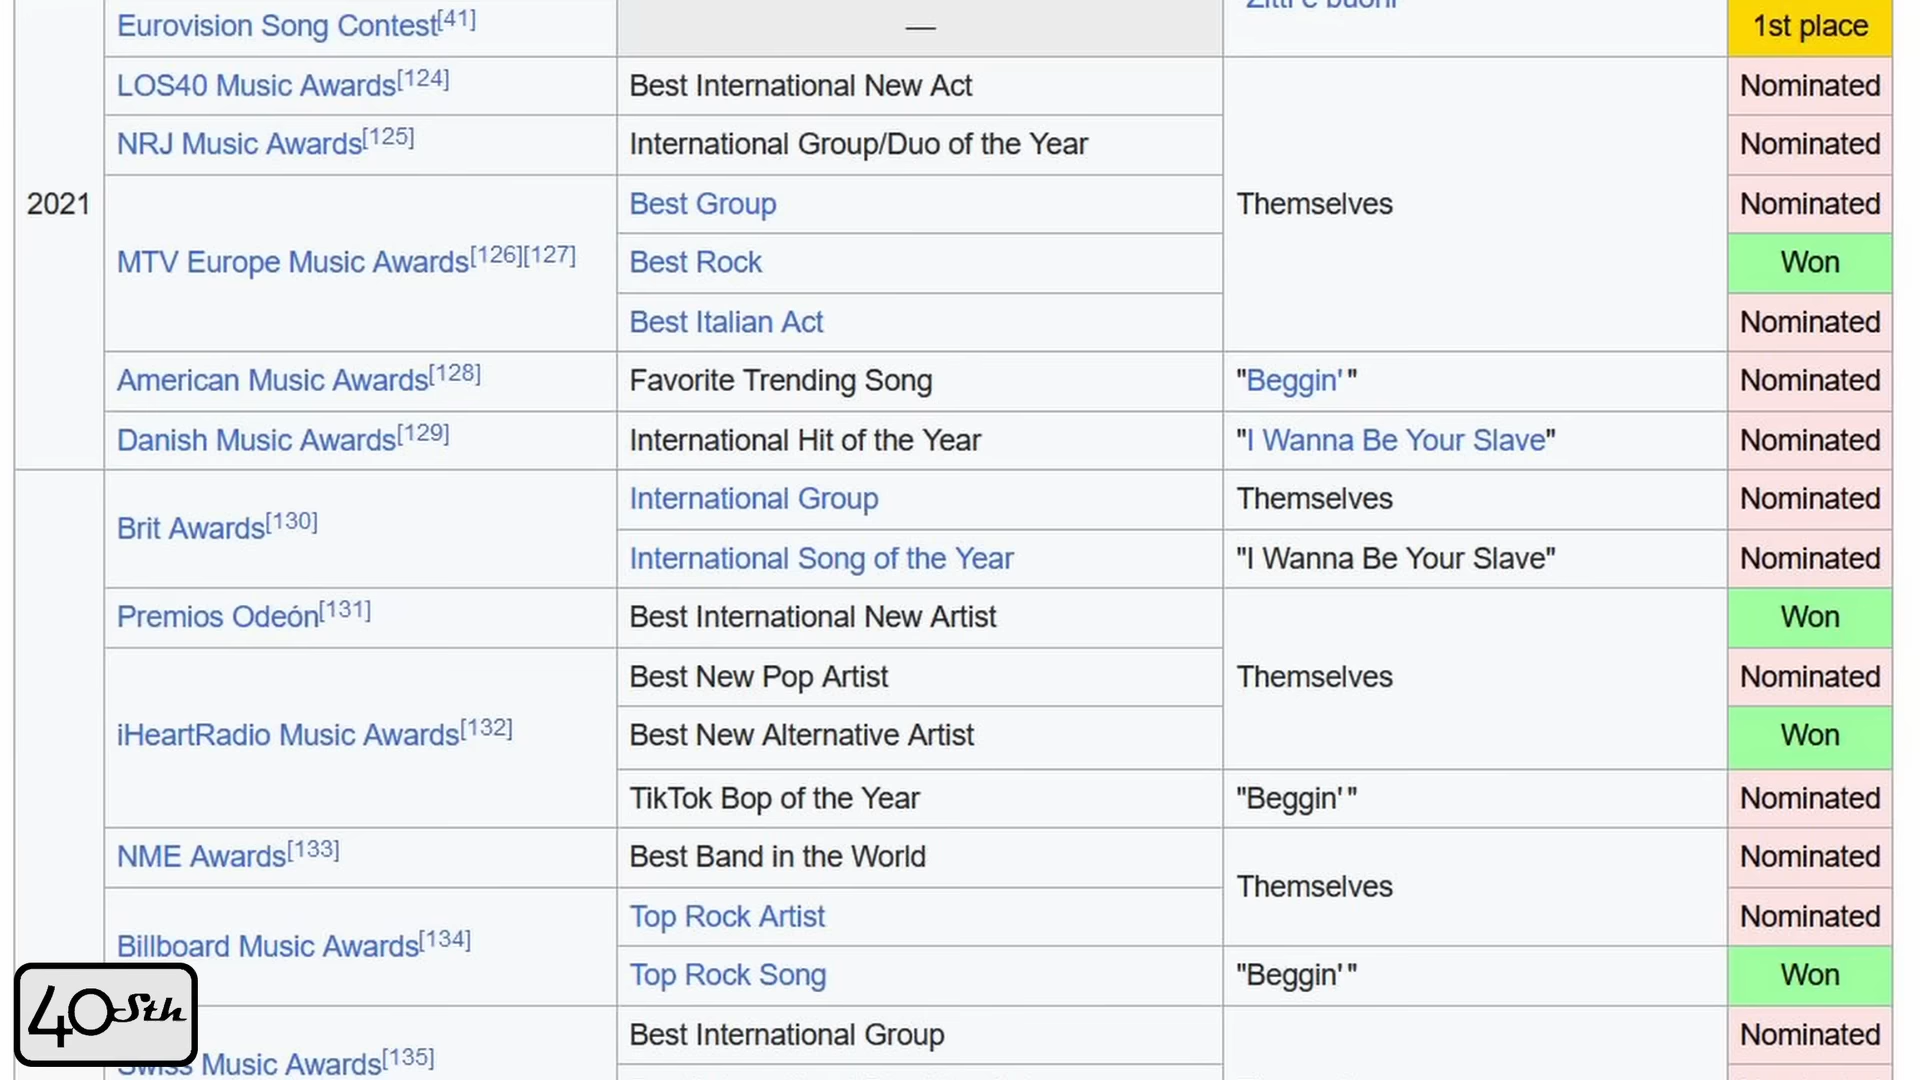 Eurovision Song Contest[41] — "Zitti e buoni" 1st place
LOS40 Music Awards[124] Best International New Act Nominated
NRJ Music Awards[125] International Group/Duo of the Year Nominated
2021 Best Group Themselves Nominated
MTV Europe Music Awards[126][127] Best Rock Won
Best Italian Act Nominated
American Music Awards[128] Favorite Trending Song "Beggin'" Nominated
Danish Music Awards[129] International Hit of the Year "I Wanna Be Your Slave" Nominated
Brit Awards[130] International Group Themselves Nominated
International Song of the Year "I Wanna Be Your Slave" Nominated
Premios Odeón[131] Best International New Artist Won
Best New Pop Artist Themselves Nominated
iHeartRadio Music Awards[132] Best New Alternative Artist Won
TikTok Bop of the Year "Beggin'" Nominated
NME Awards[133] Best Band in the World Nominated
Themselves
Top Rock Artist Nominated
Billboard Music Awards[134]
Top Rock Song "Beggin'" Won
40Sth
Best International Group Nominated
Swiss Music Awards[135]